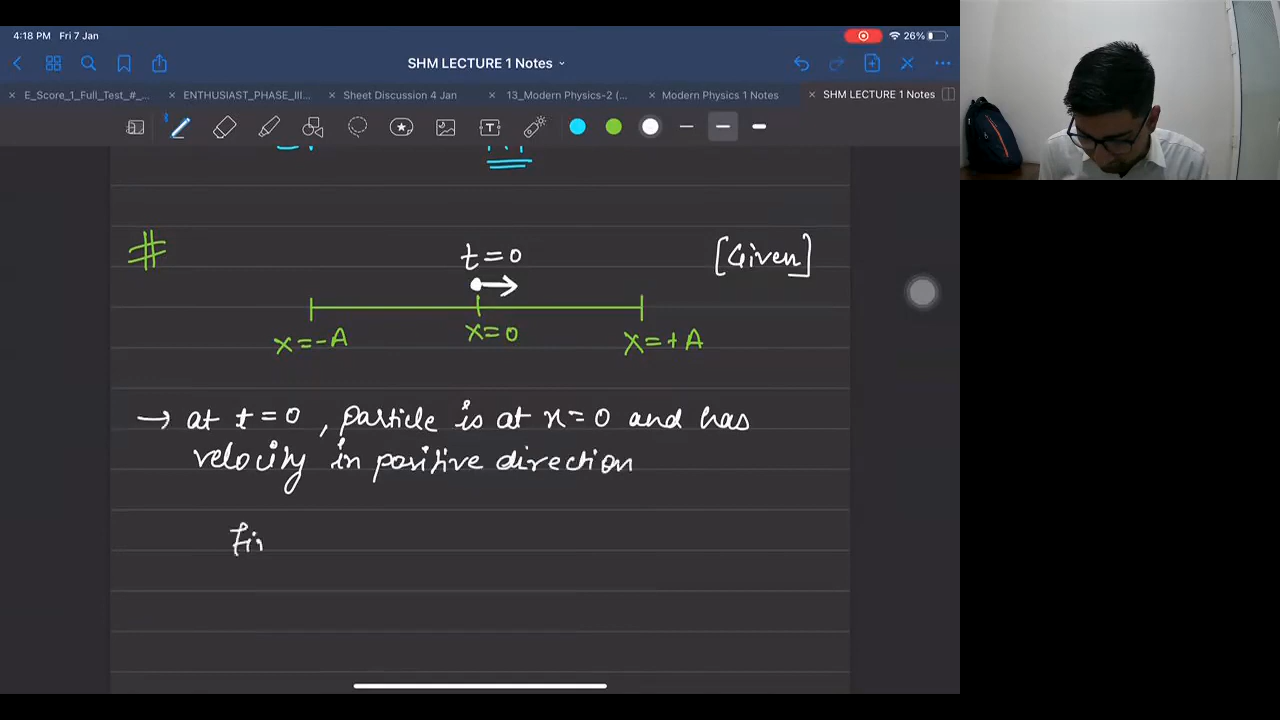 4:18 PM Fri 7 Jan
26%
SHM LECTURE 1 Notes
E_Score_1_Full_Test_#_...
ENTHUSIAST_PHASE_III...
Sheet Discussion 4 Jan
13_Modern Physics-2 (...
Modern Physics 1 Notes
SHM LECTURE 1 Notes
#
t=0
[Given]
x=-A
x=0
x=+A
→ at t=0, particle is at x=0 and has
velocity in positive direction